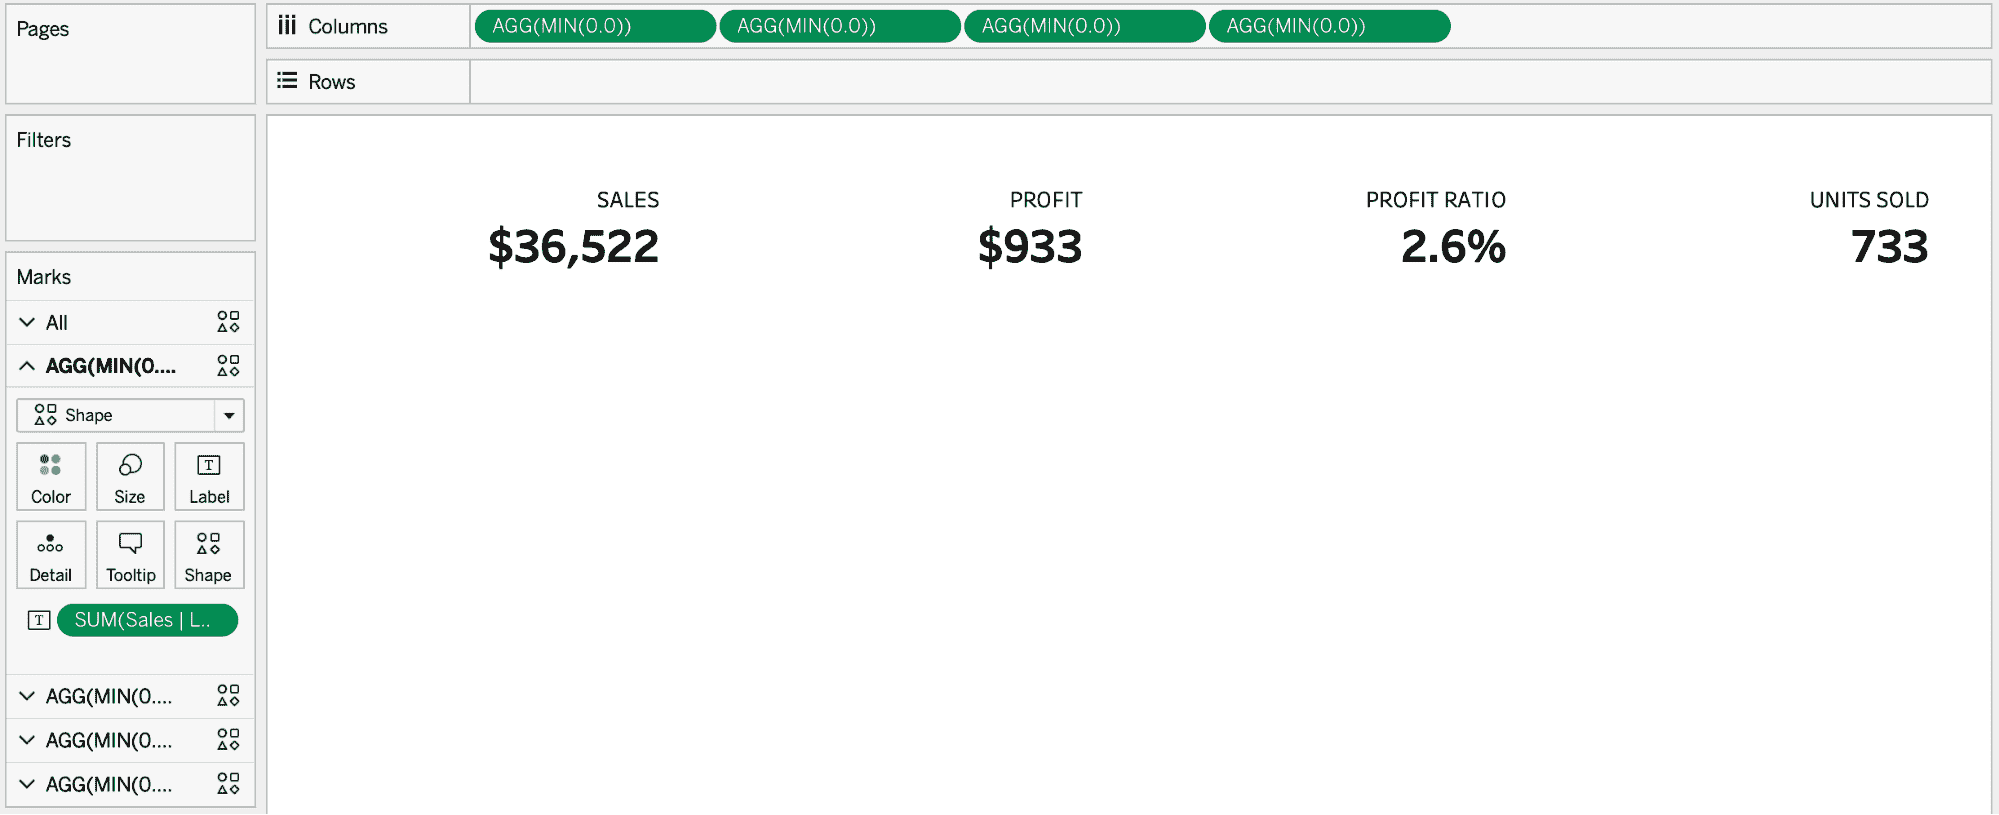 Pages
Columns AGG(MIN(0.0)) AGG(MIN(0.0)) AGG(MIN(0.0)) AGG(MIN(0.0))
Rows
Filters
SALES PROFIT PROFIT RATIO UNITS SOLD
$36,522 $933 2.6% 733
Marks
All
AGG(MIN(0....
Shape
Color Size Label
Detail Tooltip Shape
T SUM(Sales | L..
AGG(MIN(0....
AGG(MIN(0....
AGG(MIN(0....